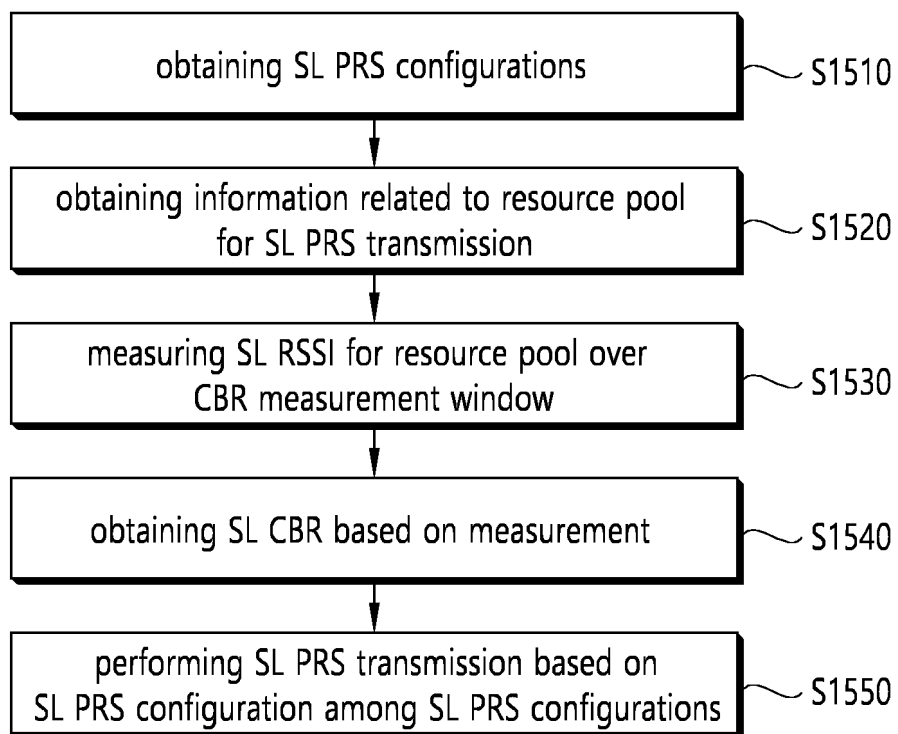 obtaining SL PRS configurations
S1510
obtaining information related to resource pool
for SL PRS transmission
S1520
measuring SL RSSI for resource pool over
CBR measurement window
S1530
obtaining SL CBR based on measurement
S1540
performing SL PRS transmission based on
SL PRS configuration among SL PRS configurations
S1550